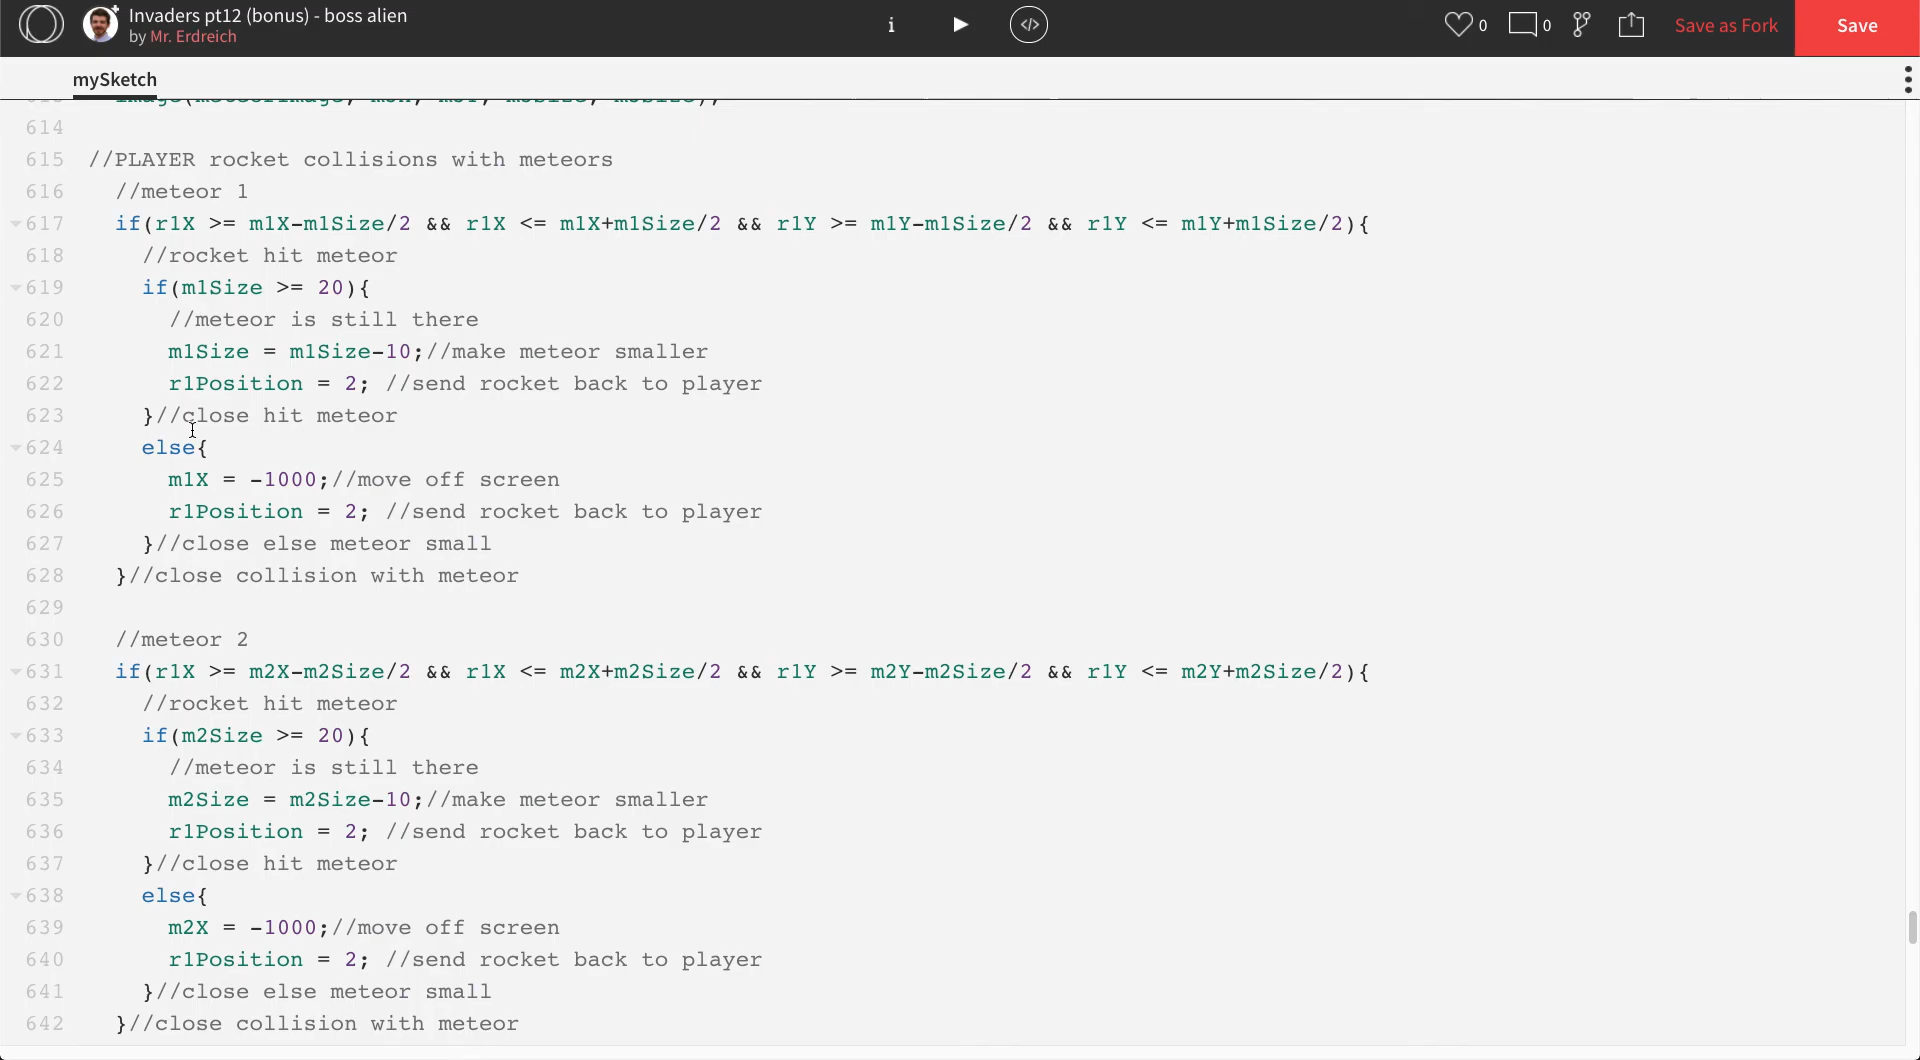 Invaders pt12 (bonus) - boss alien
by Mr. Erdreich
i
</>
0
0
Save as Fork
Save
mySketch
614
615 //PLAYER rocket collisions with meteors
616 //meteor 1
617 if(r1X >= m1X-m1Size/2 && r1X <= m1X+m1Size/2 && r1Y >= m1Y-m1Size/2 && r1Y <= m1Y+m1Size/2){
618 //rocket hit meteor
619 if(m1Size >= 20){
620 //meteor is still there
621 m1Size = m1Size-10;//make meteor smaller
622 r1Position = 2; //send rocket back to player
623 }//close hit meteor
624 else{
625 m1X = -1000;//move off screen
626 r1Position = 2; //send rocket back to player
627 }//close else meteor small
628 }//close collision with meteor
629
630 //meteor 2
631 if(r1X >= m2X-m2Size/2 && r1X <= m2X+m2Size/2 && r1Y >= m2Y-m2Size/2 && r1Y <= m2Y+m2Size/2){
632 //rocket hit meteor
633 if(m2Size >= 20){
634 //meteor is still there
635 m2Size = m2Size-10;//make meteor smaller
636 r1Position = 2; //send rocket back to player
637 }//close hit meteor
638 else{
639 m2X = -1000;//move off screen
640 r1Position = 2; //send rocket back to player
641 }//close else meteor small
642 }//close collision with meteor